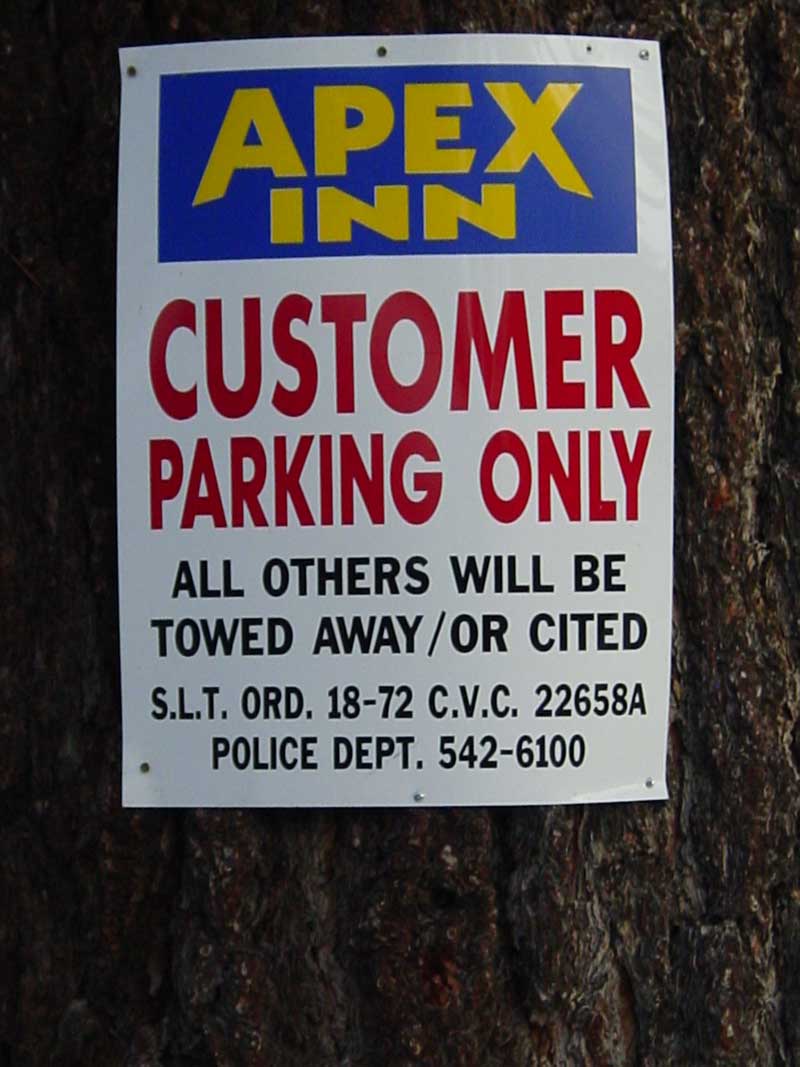 APEX
INN
CUSTOMER
PARKING ONLY
ALL OTHERS WILL BE
TOWED AWAY/OR CITED
S.L.T. ORD. 18-72 C.V.C. 22658A
POLICE DEPT. 542-6100